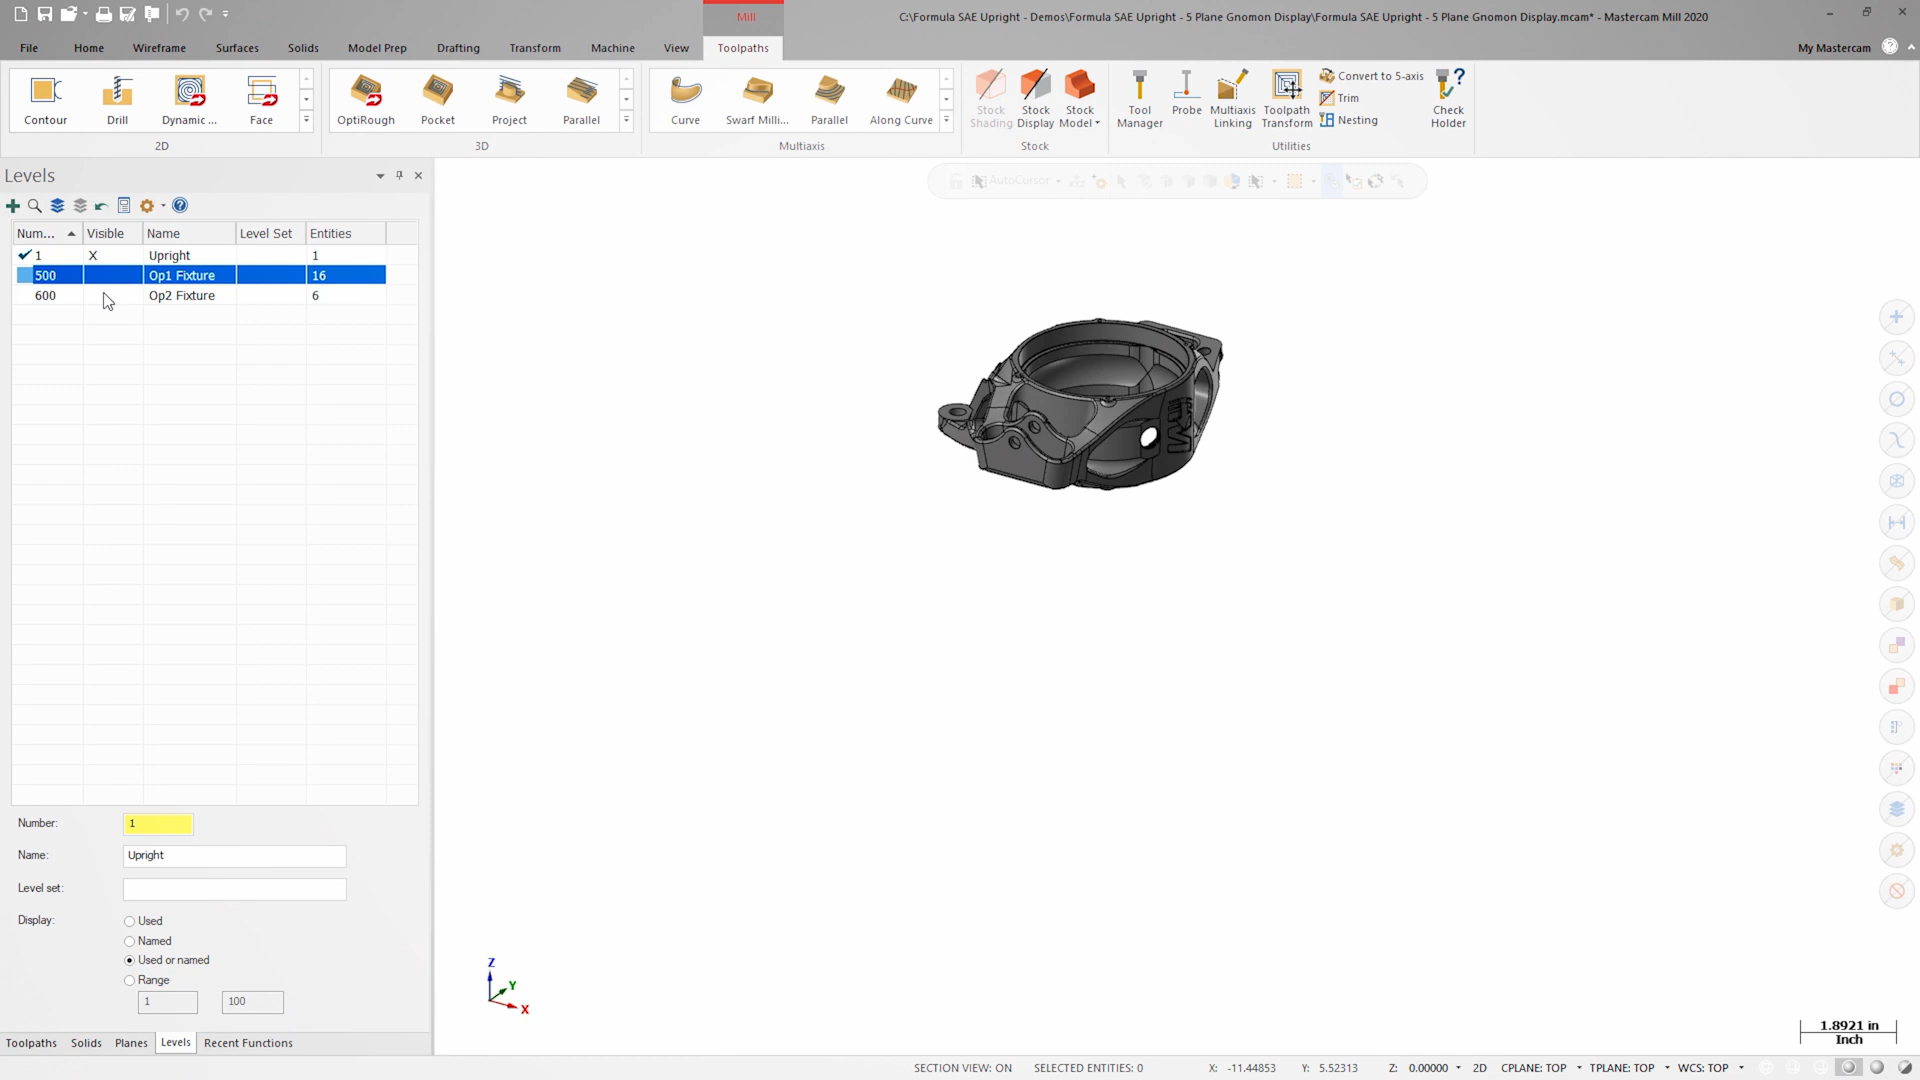 Mill
C:\Formula SAE Upright - Demos\Formula SAE Upright - 5 Plane Gnomon Display\Formula SAE Upright - 5 Plane Gnomon Display.mcam* - Mastercam Mill 2020
File Home Wireframe Surfaces Solids Model Prep Drafting Transform Machine View Toolpaths My Mastercam
Contour Drill Dynamic ... Face
2D
OptiRough Pocket Project Parallel
3D
Curve Swarf Milli... Parallel Along Curve
Multiaxis
Stock Shading Stock Display Stock Model
Stock
Tool Manager Probe Multiaxis Linking Toolpath Transform
Convert to 5-axis
Trim
Nesting
Check Holder
Utilities
Levels
AutoCursor
Num... Visible Name Level Set Entities
1 X Upright 1
500 Op1 Fixture 16
600 Op2 Fixture 6
Number: 1
Name: Upright
Level set:
Display:
Used
Named
Used or named
Range
1 100
Z
Y
X
1.8921 in
Inch
Toolpaths Solids Planes Levels Recent Functions
SECTION VIEW: ON SELECTED ENTITIES: 0 X: -11.44853 Y: 5.52313 Z: 0.00000 2D CPLANE: TOP TPLANE: TOP WCS: TOP